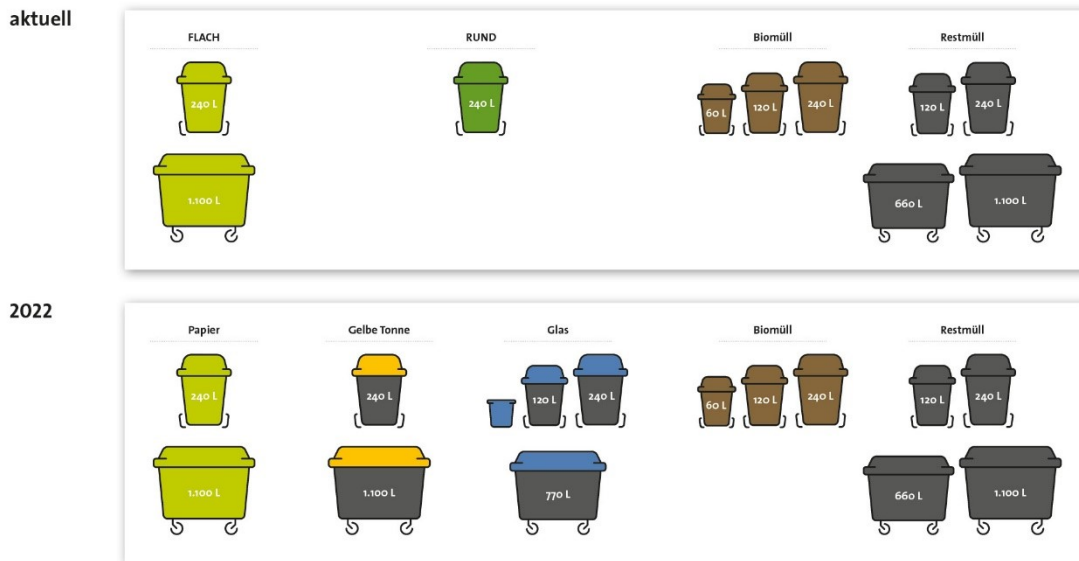 aktuell
FLACH
RUND
Biomüll
Restmüll
240 L
240 L
60 L
120 L
240 L
120 L
240 L
1.100 L
660 L
1.100 L
2022
Papier
Gelbe Tonne
Glas
Biomüll
Restmüll
240 L
240 L
120 L
240 L
60 L
120 L
240 L
120 L
240 L
1.100 L
1.100 L
770 L
660 L
1.100 L